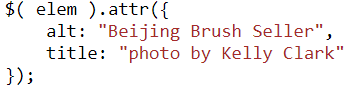 $( elem ).attr({
    alt: "Beijing Brush Seller",
    title: "photo by Kelly Clark"
});